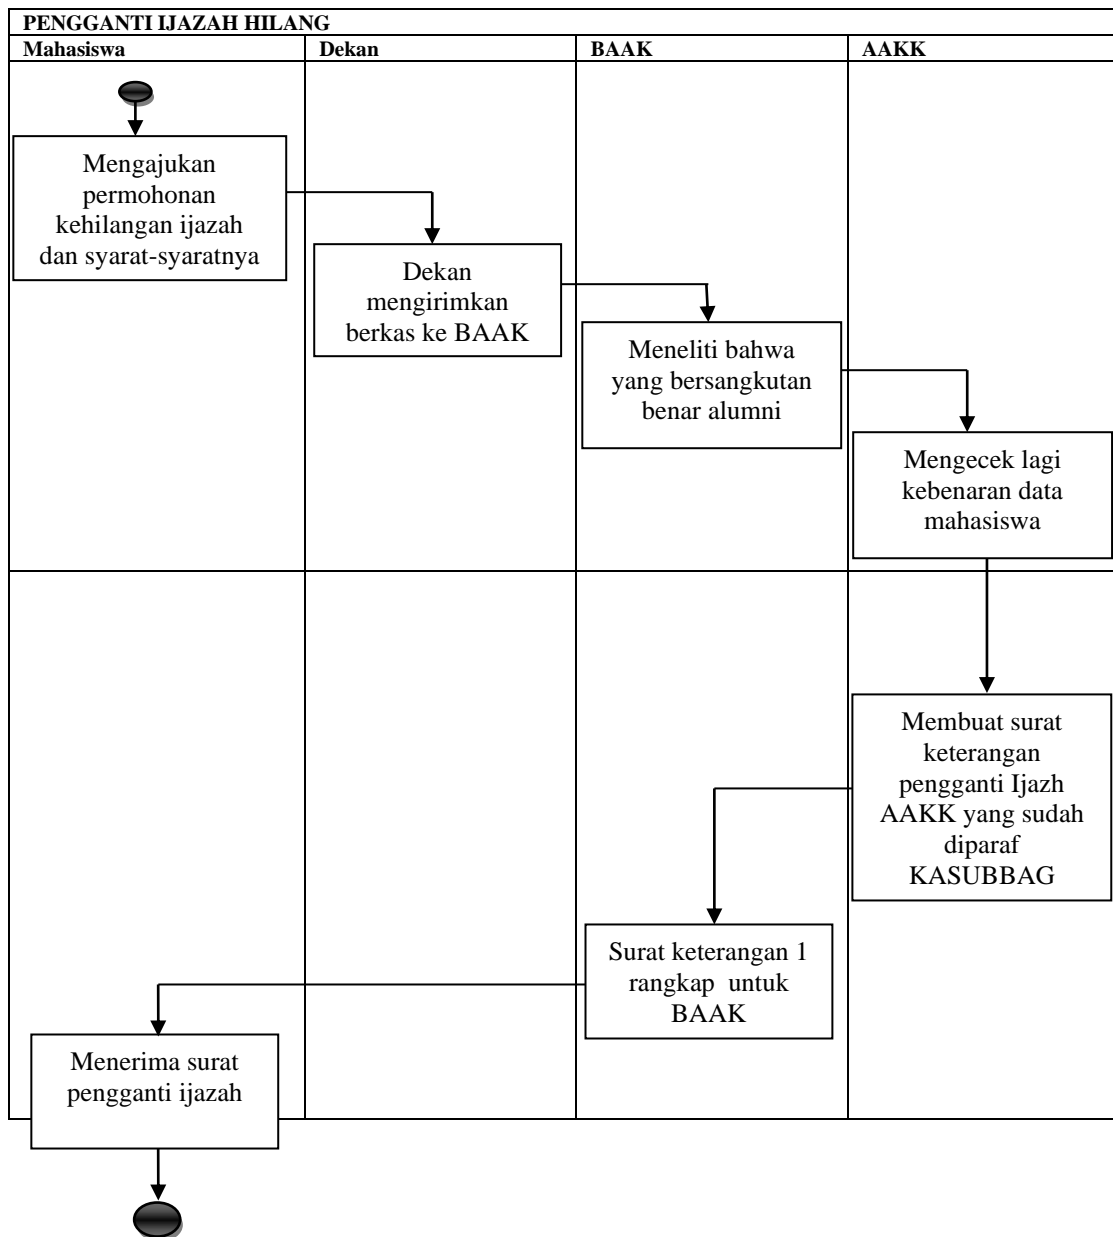 PENGGANTI IJAZAH HILANG
Mahasiswa
Dekan
BAAK
AAKK
Mengajukan
permohonan
kehilangan ijazah
dan syarat-syaratnya
Dekan
mengirimkan
berkas ke BAAK
Meneliti bahwa
yang bersangkutan
benar alumni
Mengecek lagi
kebenaran data
mahasiswa
Membuat surat
keterangan
pengganti Ijazh
AAKK yang sudah
diparaf
KASUBBAG
Surat keterangan 1
rangkap untuk
BAAK
Menerima surat
pengganti ijazah